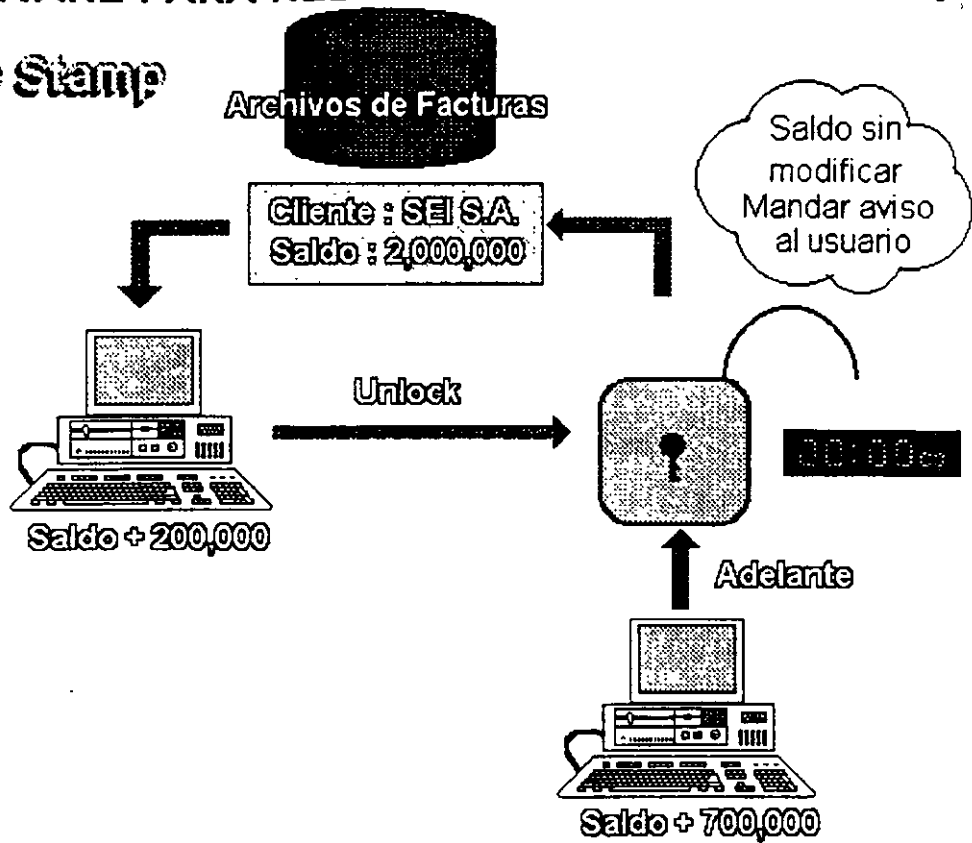 Stamp
Archivos de Facturas
Saldo sin
modificar
Mandar aviso
al usuario
Cliente : SEI S.A.
Saldo : 2,000,000
Unlock
Saldo + 200,000
Adelante
Saldo + 700,000